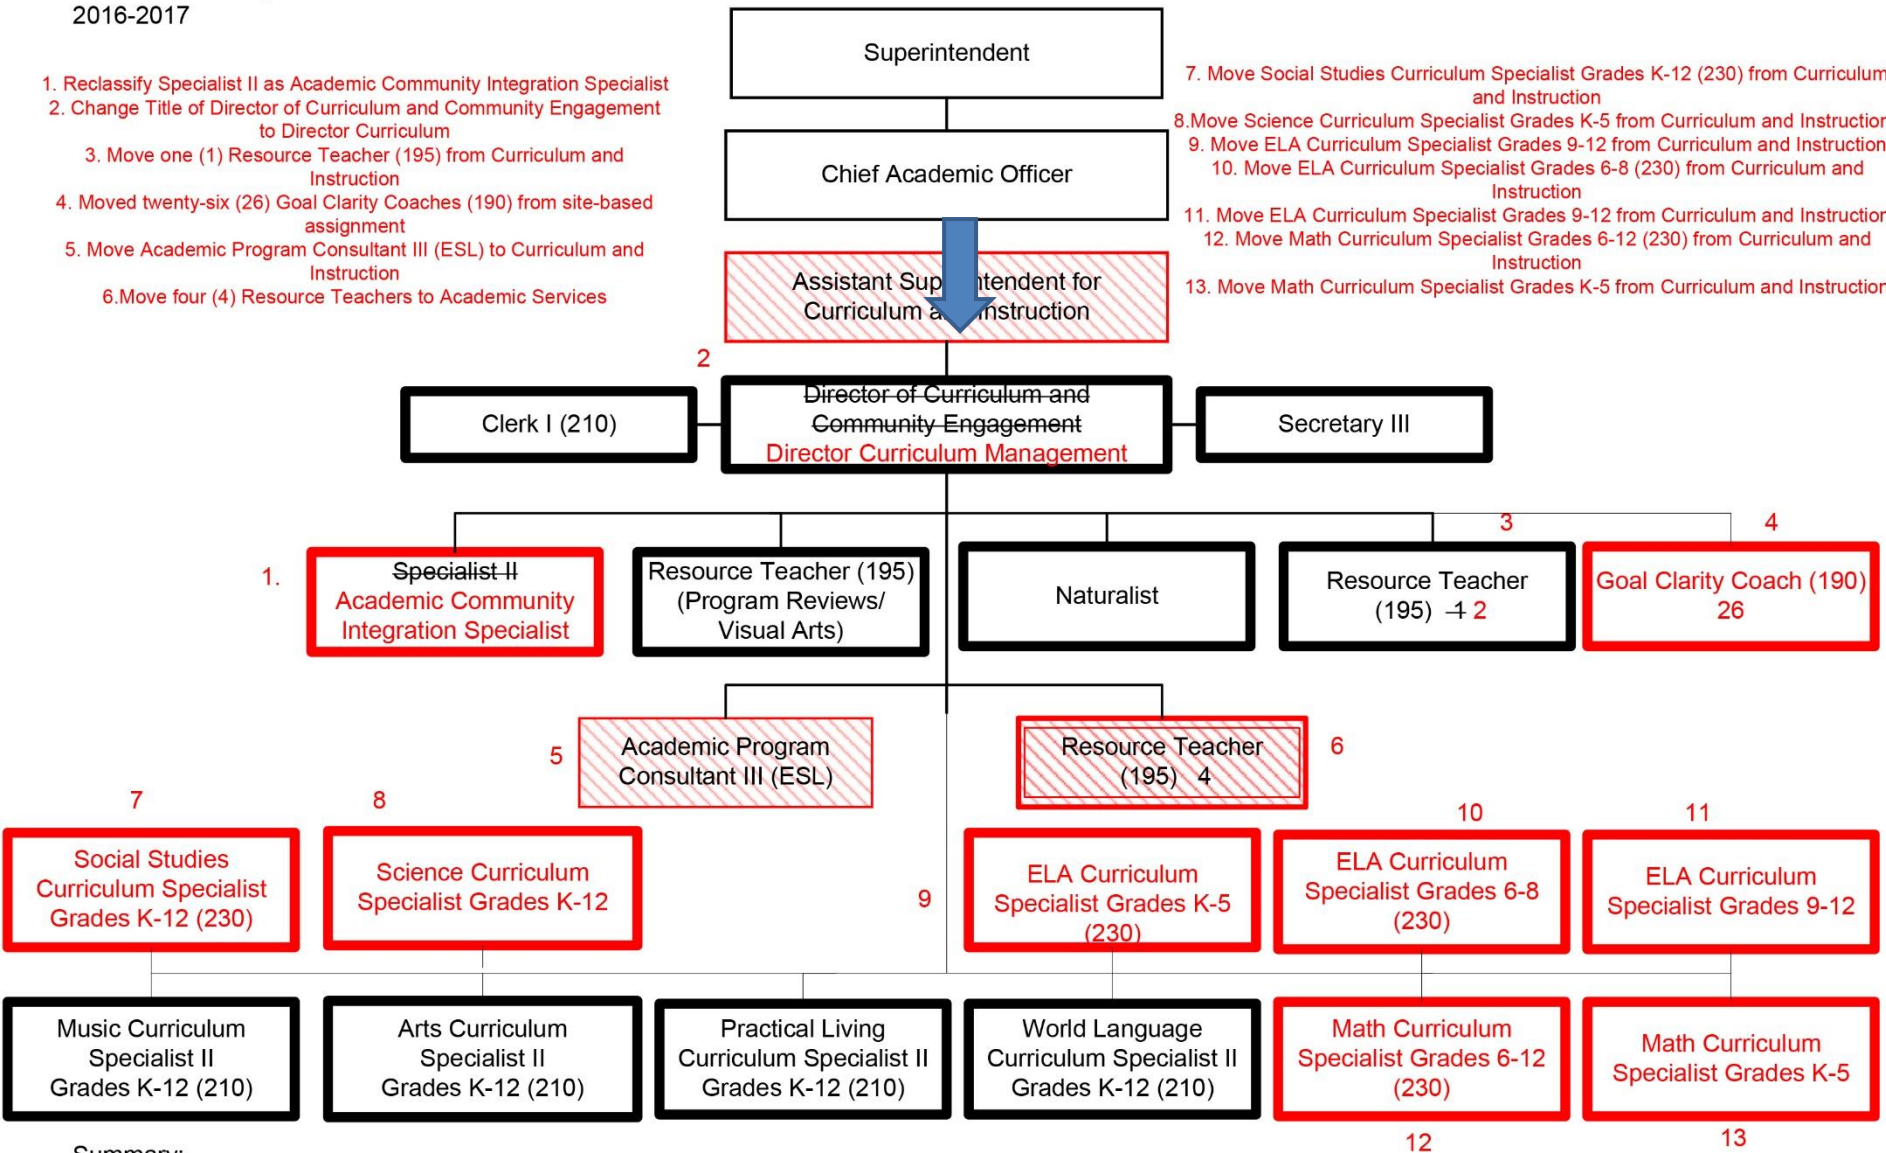 2016-2017
1. Reclassify Specialist II as Academic Community Integration Specialist
2. Change Title of Director of Curriculum and Community Engagement
to Director Curriculum
3. Move one (1) Resource Teacher (195) from Curriculum and
Instruction
4. Moved twenty-six (26) Goal Clarity Coaches (190) from site-based
assignment
5. Move Academic Program Consultant III (ESL) to Curriculum and
Instruction
6.Move four (4) Resource Teachers to Academic Services
7. Move Social Studies Curriculum Specialist Grades K-12 (230) from Curriculum
and Instruction
8.Move Science Curriculum Specialist Grades K-5 from Curriculum and Instruction
9. Move ELA Curriculum Specialist Grades 9-12 from Curriculum and Instruction
10. Move ELA Curriculum Specialist Grades 6-8 (230) from Curriculum and
Instruction
11. Move ELA Curriculum Specialist Grades 9-12 from Curriculum and Instruction
12. Move Math Curriculum Specialist Grades 6-12 (230) from Curriculum and
Instruction
13. Move Math Curriculum Specialist Grades K-5 from Curriculum and Instruction
Superintendent
Chief Academic Officer
Assistant for
Curriculum
2
Clerk I (210)
Director of Curriculum and
Community Engagement
Director Curriculum Management
Secretary III
1.
Specialist II
Academic Community
Integration Specialist
Resource Teacher (195)
(Program Reviews/
Visual Arts)
Naturalist
3
Resource Teacher
(195) 1 2
4
Goal Clarity Coach (190)
26
5
Academic Program
Consultant III (ESL)
Resource Teacher
(195) 4
6
7
Social Studies
Curriculum Specialist
Grades K-12 (230)
8
Science Curriculum
Specialist Grades K-12
9
ELA Curriculum
Specialist Grades K-5
(230)
10
ELA Curriculum
Specialist Grades 6-8
(230)
11
ELA Curriculum
Specialist Grades 9-12
Music Curriculum
Specialist II
Grades K-12 (210)
Arts Curriculum
Specialist II
Grades K-12 (210)
Practical Living
Curriculum Specialist II
Grades K-12 (210)
World Language
Curriculum Specialist II
Grades K-12 (210)
Math Curriculum
Specialist Grades 6-12
(230)
12
Math Curriculum
Specialist Grades K-5
13
Summary: